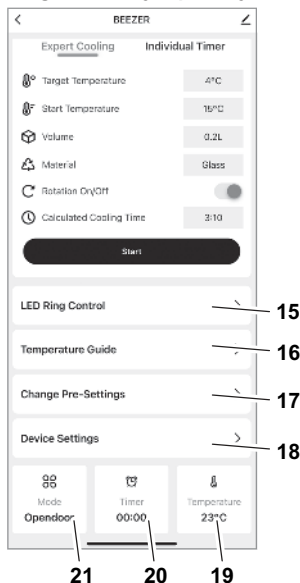 BEEZER
Expert Cooling Individual Timer
Target Temperature 4°C
Start Temperature 15°C
Volume 0.2L
Material Glass
Rotation On/Off
Calculated Cooling Time 3:10
Start
LED Ring Control
15
Temperature Guide
16
Change Pre-Settings
17
Device Settings
18
Mode Timer Temperature
Opendoor 00:00 23°C
21 20 19